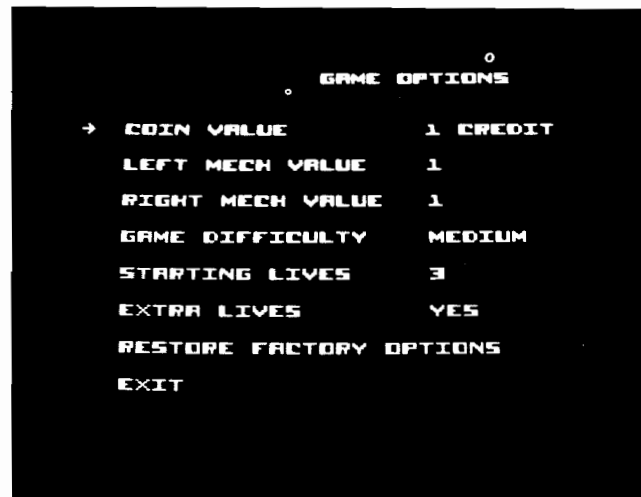 GAME OPTIONS
→ COIN VALUE 1 CREDIT
LEFT MECH VALUE 1
RIGHT MECH VALUE 1
GAME DIFFICULTY MEDIUM
STARTING LIVES 3
EXTRA LIVES YES
RESTORE FACTORY OPTIONS
EXIT